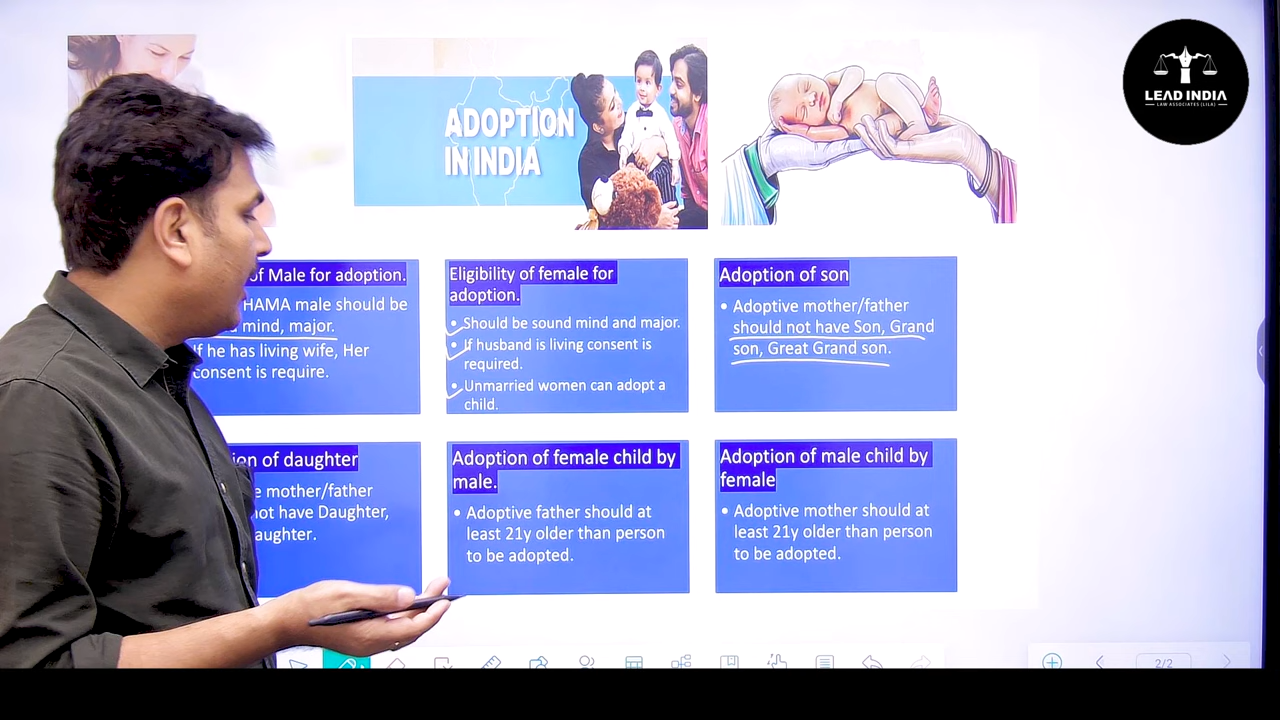 LEAD INDIA
LAW ASSOCIATES (LILA)
ADOPTION
IN INDIA
of Male for adoption.
HAMA male should be
mind, major.
If he has living wife, Her
consent is require.
Eligibility of female for
adoption.
• Should be sound mind and major.
• If husband is living consent is
required.
• Unmarried women can adopt a
child.
Adoption of son
• Adoptive mother/father
should not have Son, Grand
son, Great Grand son.
of daughter
mother/father
not have Daughter,
Adoption of female child by
male.
• Adoptive father should at
least 21y older than person
to be adopted.
Adoption of male child by
female
• Adoptive mother should at
least 21y older than person
to be adopted.
2/2